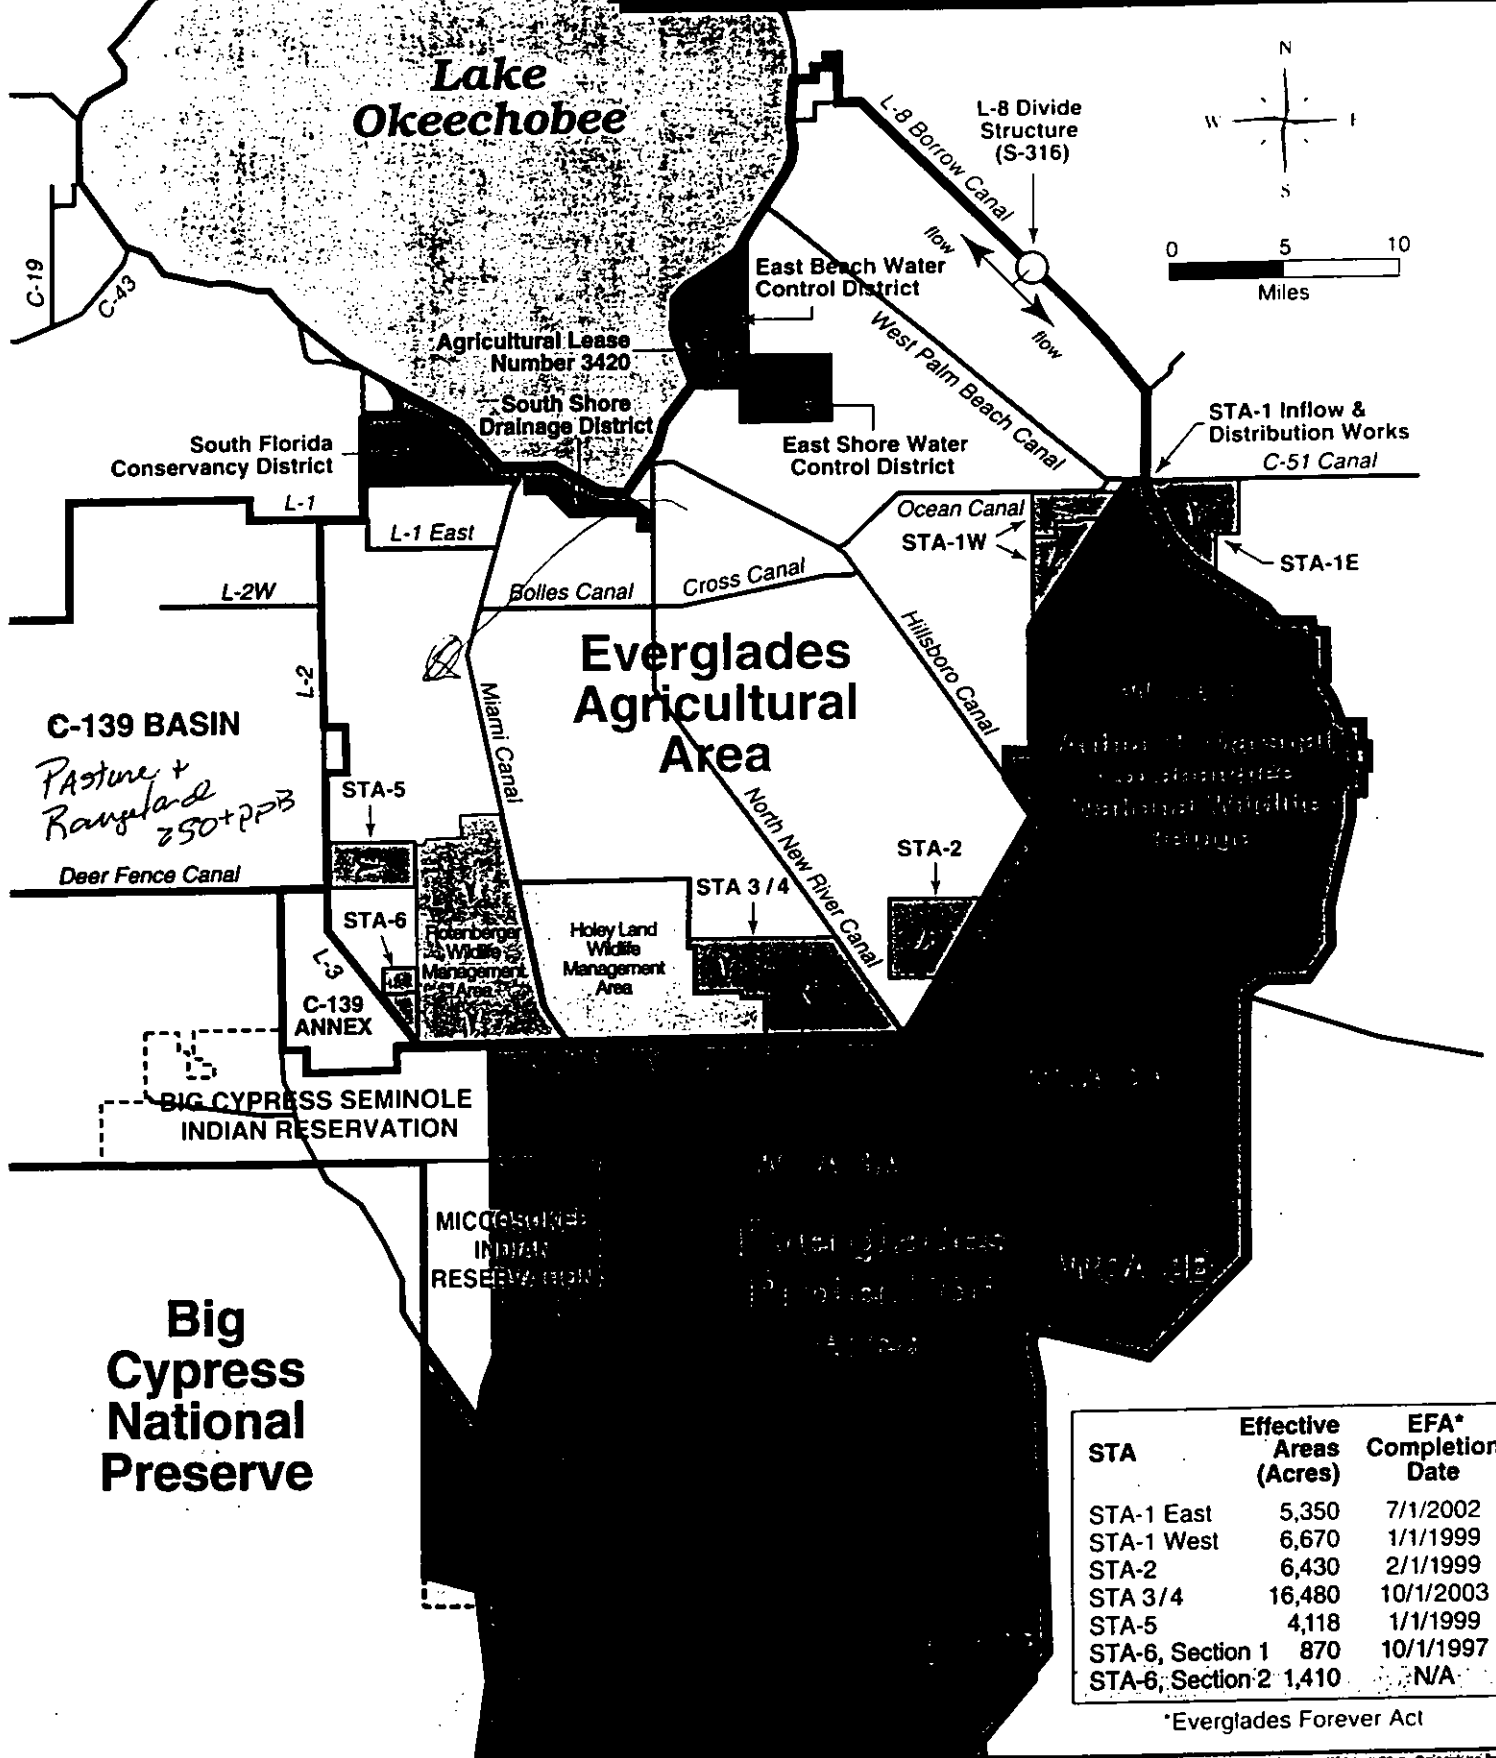 Lake
Okeechobee
L-8 Borrow Canal
L-8 Divide
Structure
(S-316)
N
W
S
flow
flow
0 5 10
Miles
C-19
C-43
East Beach Water
Control District
Agricultural Lease
Number 3420
West Palm Beach Canal
South Shore
Drainage District
South Florida
Conservancy District
East Shore Water
Control District
STA-1 Inflow &
Distribution Works
C-51 Canal
L-1
L-1 East
Ocean Canal
STA-1W
STA-1E
L-2W
Bolles Canal
Cross Canal
Hillsboro Canal
L-2
Everglades
Agricultural
Area
Miami Canal
C-139 BASIN
Pasture +
Rangeland
250+ppB
STA-5
North New River Canal
STA-2
Deer Fence Canal
STA 3/4
STA-6
Rotenberger
Wildlife
Management
Area
Holey Land
Wildlife
Management
Area
L-3
C-139
ANNEX
National Wildlife
Refuge
BIG CYPRESS SEMINOLE
INDIAN RESERVATION
MICCOSUKEE
INDIAN
RESERVATION
Everglades
Protection
Area
Big
Cypress
National
Preserve
STA Effective Areas (Acres) EFA* Completion Date
STA-1 East 5,350 7/1/2002
STA-1 West 6,670 1/1/1999
STA-2 6,430 2/1/1999
STA 3/4 16,480 10/1/2003
STA-5 4,118 1/1/1999
STA-6, Section 1 870 10/1/1997
STA-6, Section 2 1,410 N/A
*Everglades Forever Act